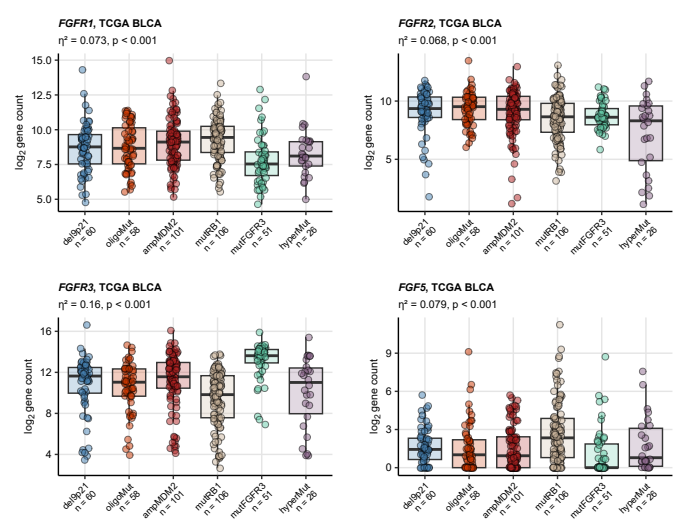 FGFR1, TCGA BLCA
η² = 0.073, p < 0.001
log₂ gene count
15.0
12.5
10.0
7.5
5.0
del9p21
n = 60
oligoMut
n = 58
ampMDM2
n = 101
mutRB1
n = 106
mutFGFR3
n = 51
hyperMut
n = 26
FGFR2, TCGA BLCA
η² = 0.068, p < 0.001
log₂ gene count
10
5
del9p21
n = 60
oligoMut
n = 58
ampMDM2
n = 101
mutRB1
n = 106
mutFGFR3
n = 51
hyperMut
n = 26
FGFR3, TCGA BLCA
η² = 0.16, p < 0.001
log₂ gene count
16
12
8
4
del9p21
n = 60
oligoMut
n = 58
ampMDM2
n = 101
mutRB1
n = 106
mutFGFR3
n = 51
hyperMut
n = 26
FGF5, TCGA BLCA
η² = 0.079, p < 0.001
log₂ gene count
9
6
3
0
del9p21
n = 60
oligoMut
n = 58
ampMDM2
n = 101
mutRB1
n = 106
mutFGFR3
n = 51
hyperMut
n = 26